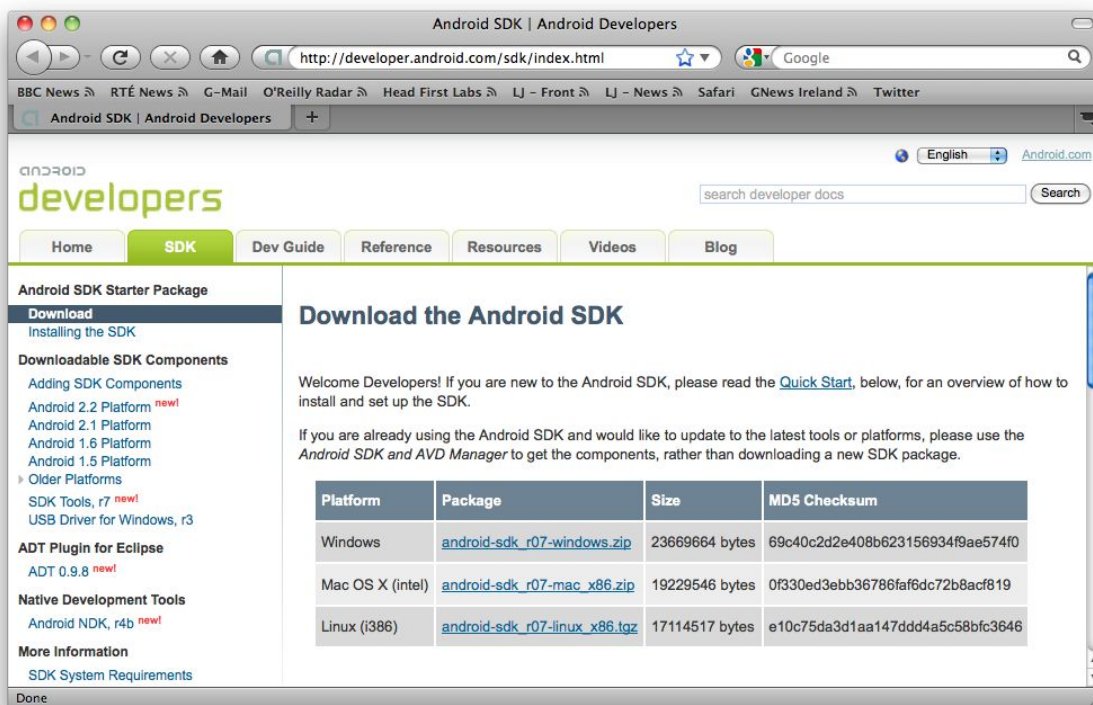 Android SDK | Android Developers
http://developer.android.com/sdk/index.html
Google
BBC News RTÉ News G-Mail O'Reilly Radar Head First Labs LJ - Front LJ - News Safari GNews Ireland Twitter
Android SDK | Android Developers +
English Android.com
android
developers
search developer docs Search
Home SDK Dev Guide Reference Resources Videos Blog
Android SDK Starter Package
Download
Installing the SDK
Downloadable SDK Components
Adding SDK Components
Android 2.2 Platform new!
Android 2.1 Platform
Android 1.6 Platform
Android 1.5 Platform
Older Platforms
SDK Tools, r7 new!
USB Driver for Windows, r3
ADT Plugin for Eclipse
ADT 0.9.8 new!
Native Development Tools
Android NDK, r4b new!
More Information
SDK System Requirements
Download the Android SDK
Welcome Developers! If you are new to the Android SDK, please read the Quick Start, below, for an overview of how to
install and set up the SDK.
If you are already using the Android SDK and would like to update to the latest tools or platforms, please use the
Android SDK and AVD Manager to get the components, rather than downloading a new SDK package.
Platform Package Size MD5 Checksum
Windows android-sdk_r07-windows.zip 23669664 bytes 69c40c2d2e408b623156934f9ae574f0
Mac OS X (intel) android-sdk_r07-mac_x86.zip 19229546 bytes 0f330ed3ebb36786faf6dc72b8acf819
Linux (i386) android-sdk_r07-linux_x86.tgz 17114517 bytes e10c75da3d1aa147ddd4a5c58bfc3646
Done